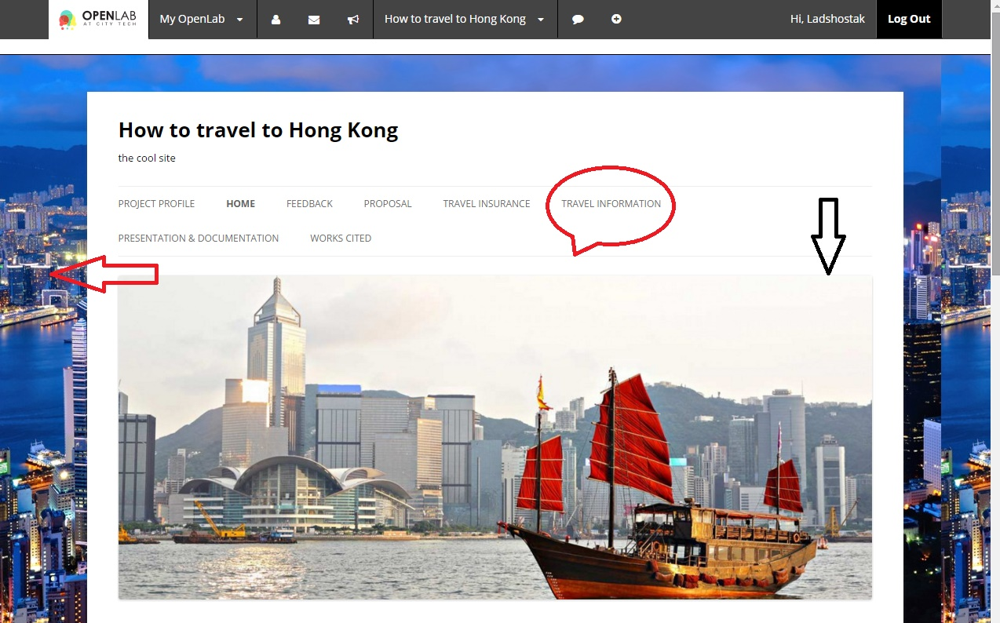 OPENLAB
AT CITY TECH
My OpenLab
How to travel to Hong Kong
Hi, Ladshostak
Log Out
How to travel to Hong Kong
the cool site
PROJECT PROFILE HOME FEEDBACK PROPOSAL TRAVEL INSURANCE TRAVEL INFORMATION
PRESENTATION & DOCUMENTATION WORKS CITED